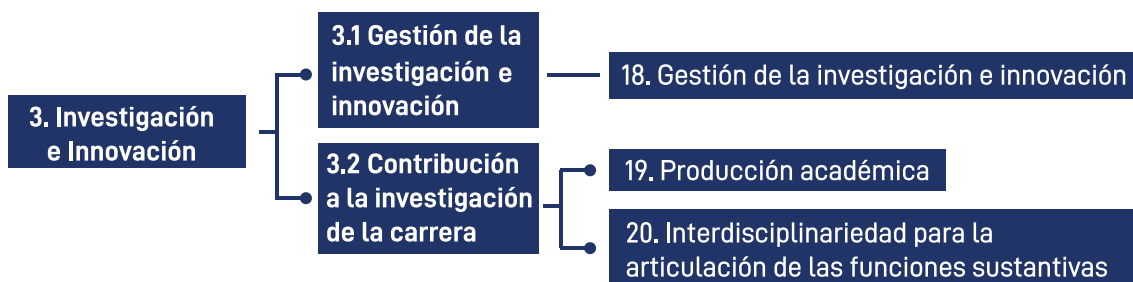 3. Investigación
e Innovación
3.1 Gestión de la
investigación e
innovación
18. Gestión de la investigación e innovación
3.2 Contribución
a la investigación
de la carrera
19. Producción académica
20. Interdisciplinariedad para la
articulación de las funciones sustantivas